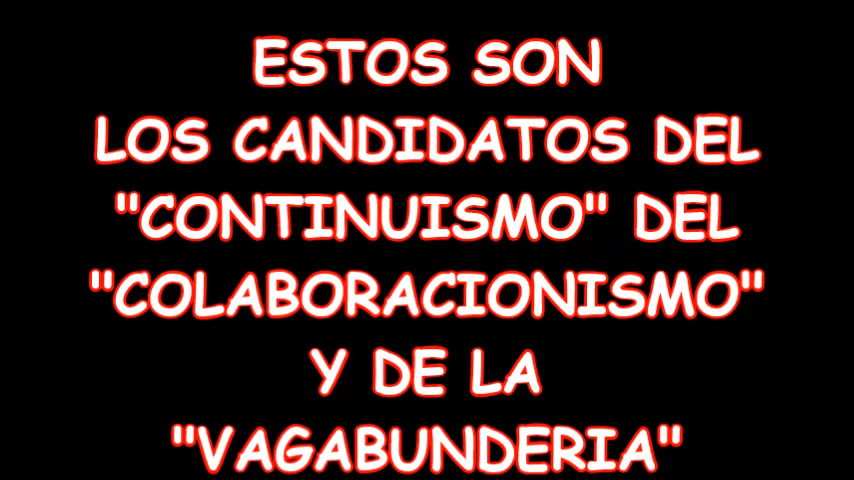 ESTOS SON
LOS CANDIDATOS DEL
"CONTINUISMO" DEL
"COLABORACIONISMO"
Y DE LA
"VAGABUNDERIA"